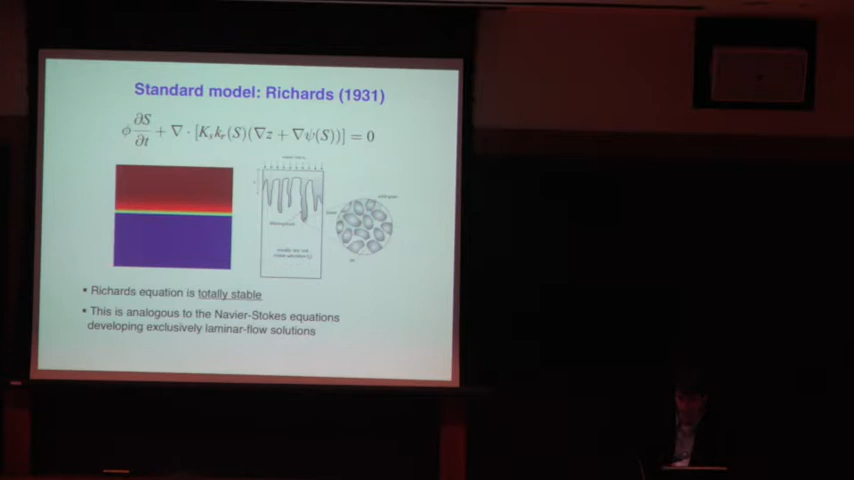 Standard model: Richards (1931)
ϕ ∂S/∂t + ∇ · [K_s k_r(S)(∇z + ∇ψ(S))] = 0
▪ Richards equation is totally stable
▪ This is analogous to the Navier-Stokes equations
developing exclusively laminar-flow solutions